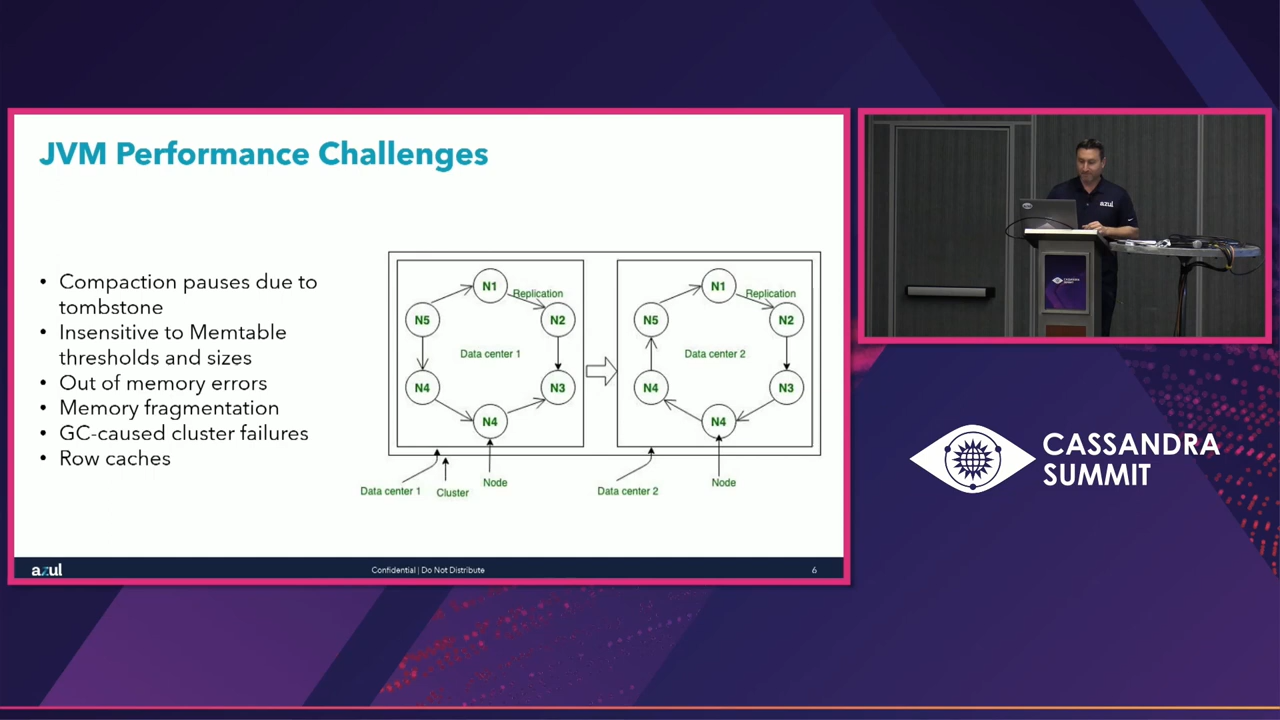 JVM Performance Challenges
• Compaction pauses due to
tombstone
• Insensitive to Memtable
thresholds and sizes
• Out of memory errors
• Memory fragmentation
• GC-caused cluster failures
• Row caches
N1
Replication
N5
N2
Data center 1
N4
N3
N4
Data center 1
Cluster
Node
N1
Replication
N5
N2
Data center 2
N4
N3
N4
Data center 2
Node
azul
Confidential | Do Not Distribute
6
azul
CASSANDRA
SUMMIT
CASSANDRA
SUMMIT